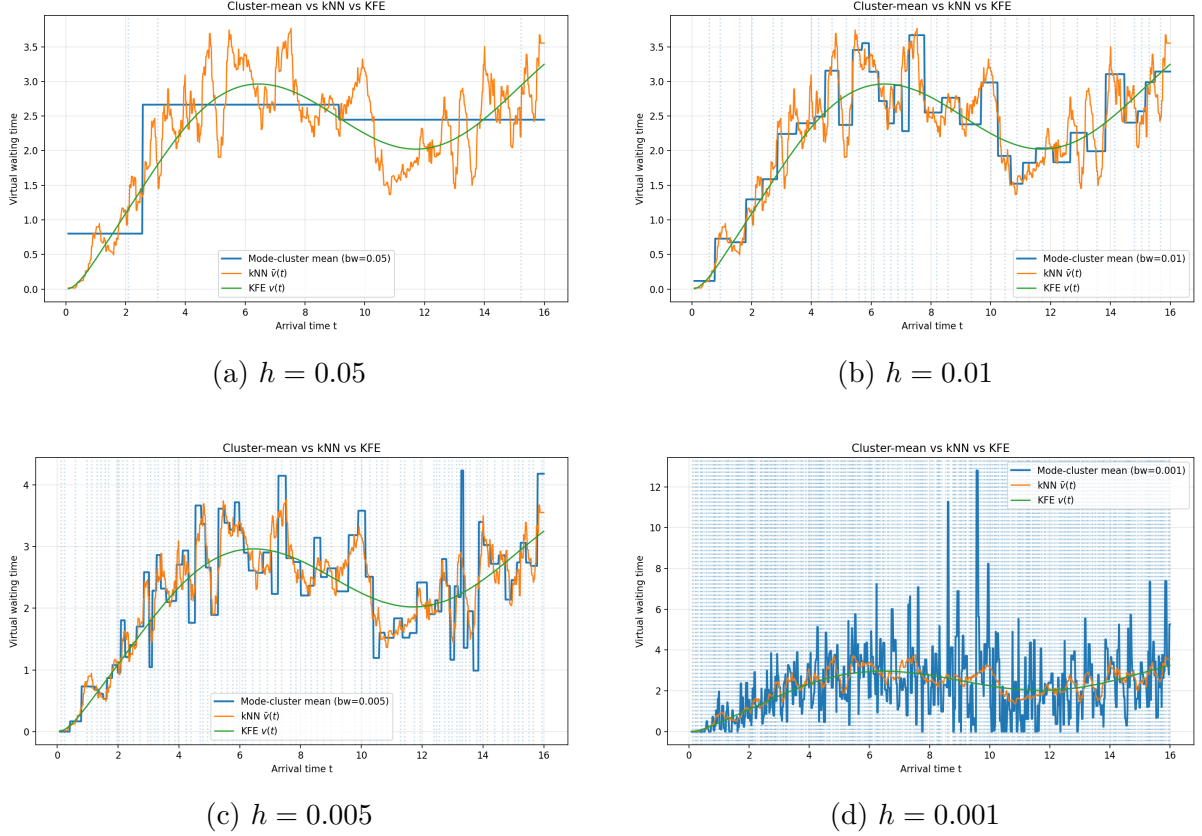 Cluster-mean vs kNN vs KFE
Virtual waiting time
3.5
3.0
2.5
2.0
1.5
1.0
0.5
0.0
Mode-cluster mean (bw=0.05)
kNN v̄(t)
KFE v(t)
0 2 4 6 8 10 12 14 16
Arrival time t
(a) h = 0.05
Cluster-mean vs kNN vs KFE
Virtual waiting time
3.5
3.0
2.5
2.0
1.5
1.0
0.5
0.0
Mode-cluster mean (bw=0.01)
kNN v̄(t)
KFE v(t)
0 2 4 6 8 10 12 14 16
Arrival time t
(b) h = 0.01
Cluster-mean vs kNN vs KFE
Virtual waiting time
4
3
2
1
0
Mode-cluster mean (bw=0.005)
kNN v̄(t)
KFE v(t)
0 2 4 6 8 10 12 14 16
Arrival time t
(c) h = 0.005
Cluster-mean vs kNN vs KFE
Virtual waiting time
12
10
8
6
4
2
0
Mode-cluster mean (bw=0.001)
kNN v̄(t)
KFE v(t)
0 2 4 6 8 10 12 14 16
Arrival time t
(d) h = 0.001